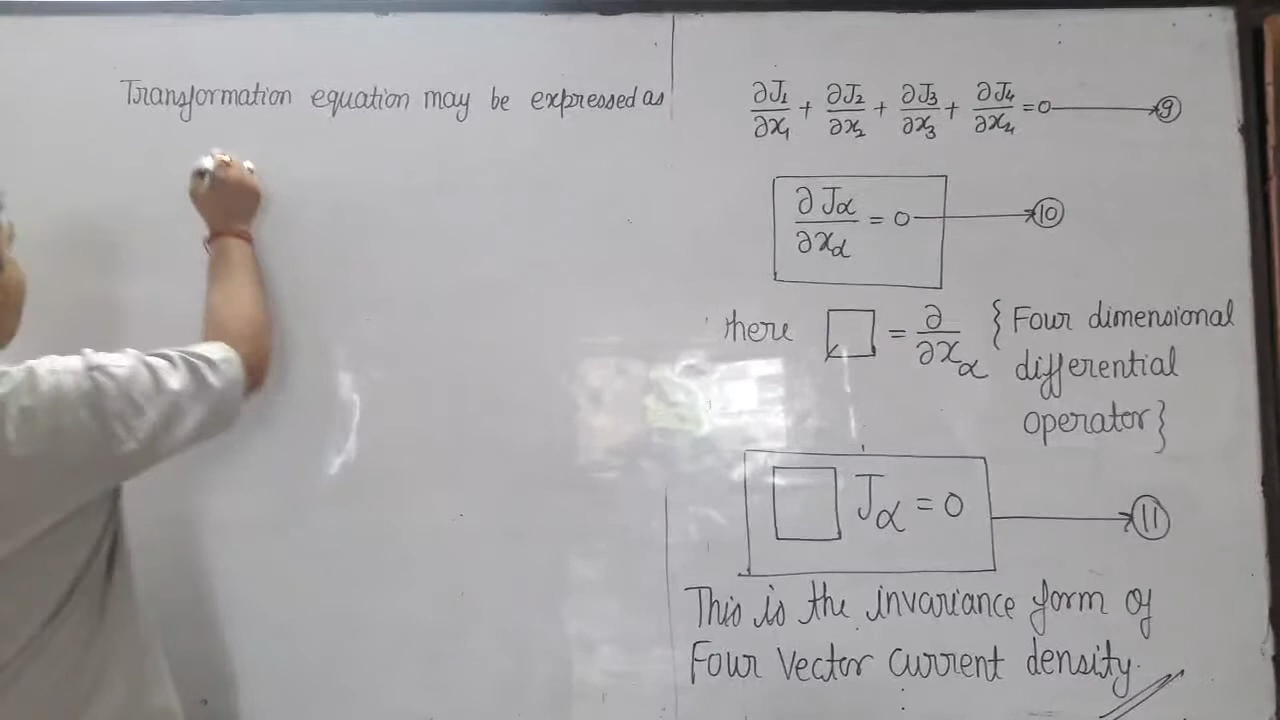 Transformation equation may be expressed as
∂J₁/∂x₁ + ∂J₂/∂x₂ + ∂J₃/∂x₃ + ∂J₄/∂x₄ = 0 → ⑨
∂Jα/∂xα = 0 → ⑩
there □ = ∂/∂xα { Four dimensional
differential
operator }
□ Jα = 0 → ⑪
This is the invariance form of
Four vector current density.